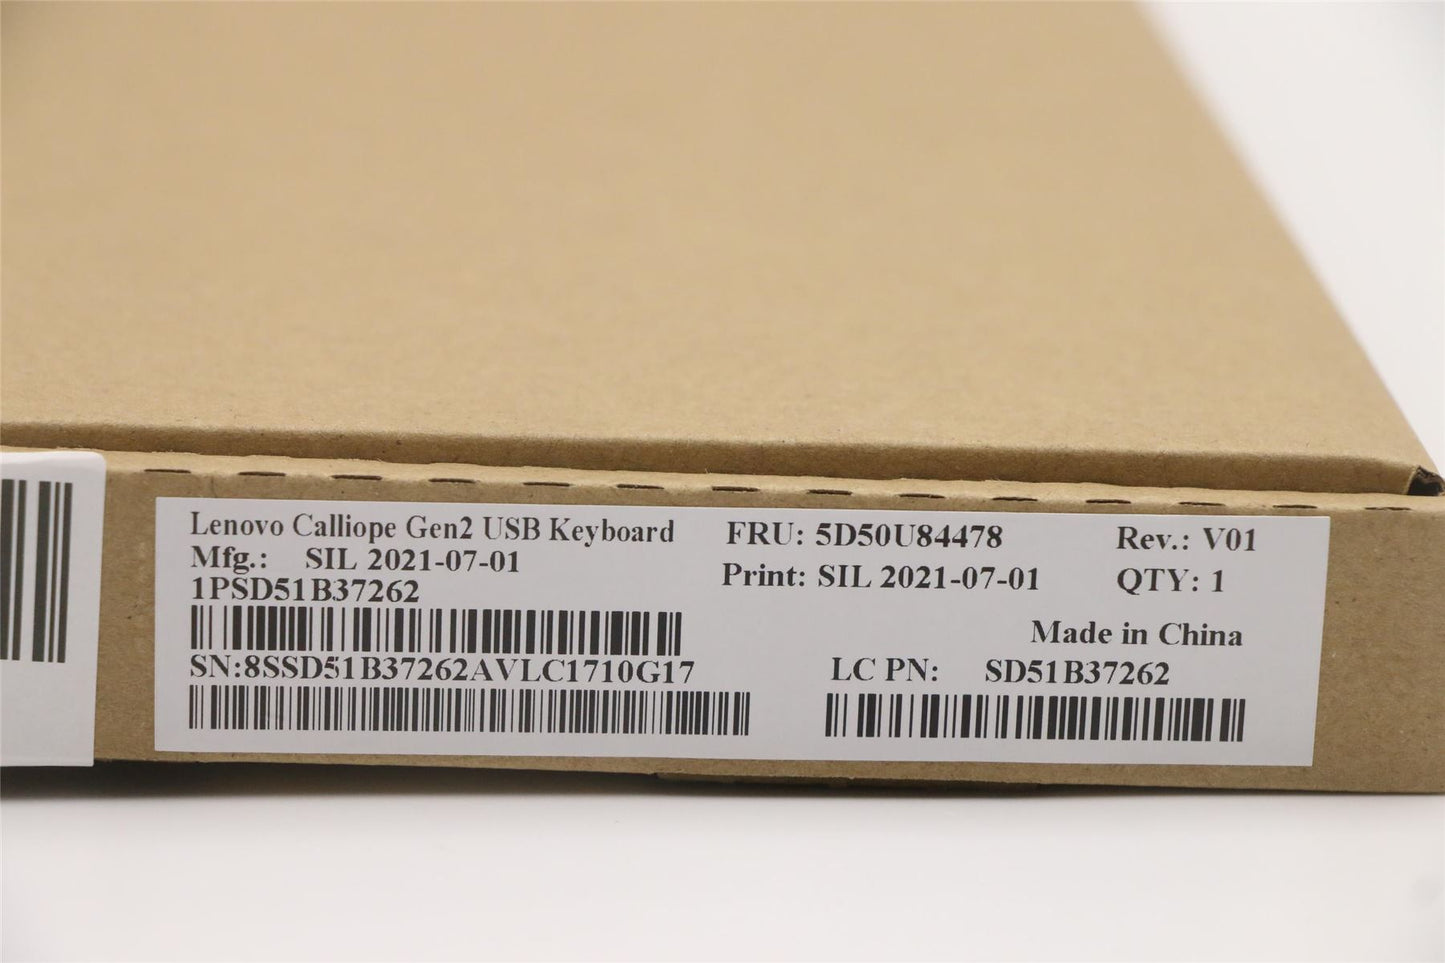 Lenovo Calliope Gen2 USB Keyboard FRU: 5D50U84478 Rev.: V01
Mfg.: SIL 2021-07-01 Print: SIL 2021-07-01 QTY: 1
1PSD51B37262
Made in China
SN:8SSD51B37262AVLC1710G17 LC PN: SD51B37262